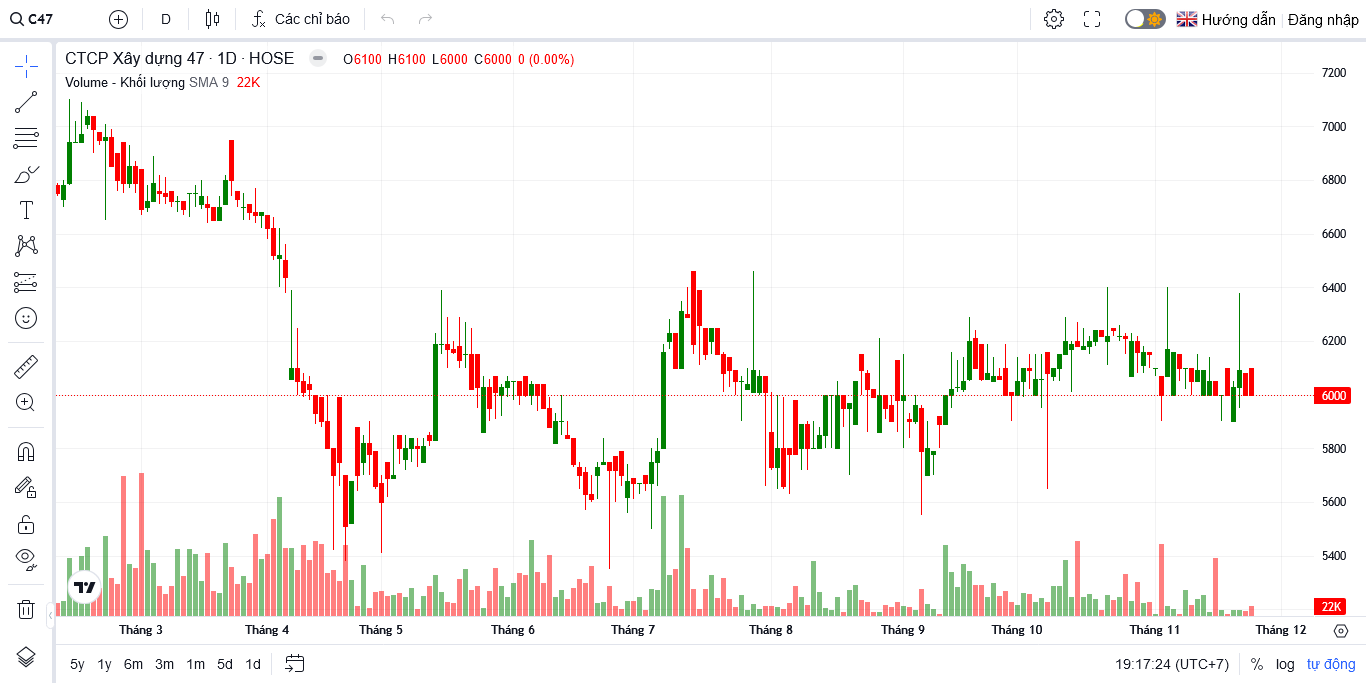 C47 D Các chỉ báo Hướng dẫn Đăng nhập
CTCP Xây dựng 47 · 1D · HOSE O6100 H6100 L6000 C6000 0 (0.00%)
Volume - Khối lượng SMA 9 22K
7200
7000
6800
6600
6400
6200
6000
5800
5600
5400
22K
Tháng 3 Tháng 4 Tháng 5 Tháng 6 Tháng 7 Tháng 8 Tháng 9 Tháng 10 Tháng 11 Tháng 12
5y 1y 6m 3m 1m 5d 1d 19:17:24 (UTC+7) % log tự động